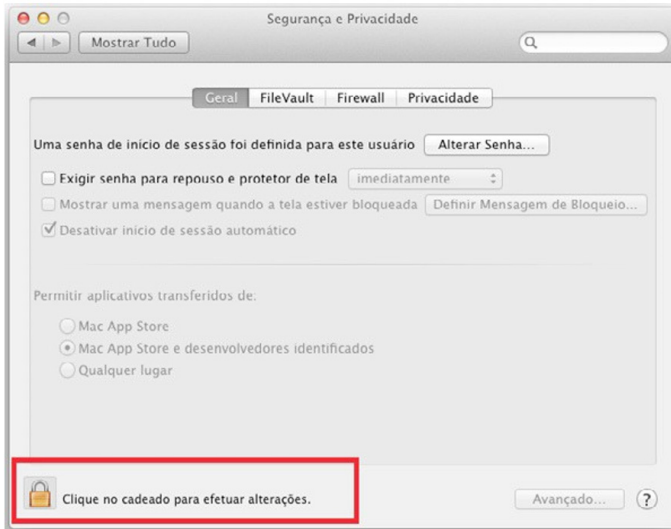 Segurança e Privacidade
Mostrar Tudo
Geral FileVault Firewall Privacidade
Uma senha de início de sessão foi definida para este usuário Alterar Senha...
Exigir senha para repouso e protetor de tela imediatamente
Mostrar uma mensagem quando a tela estiver bloqueada Definir Mensagem de Bloqueio...
Desativar início de sessão automático
Permitir aplicativos transferidos de:
Mac App Store
Mac App Store e desenvolvedores identificados
Qualquer lugar
Clique no cadeado para efetuar alterações.
Avançado... ?